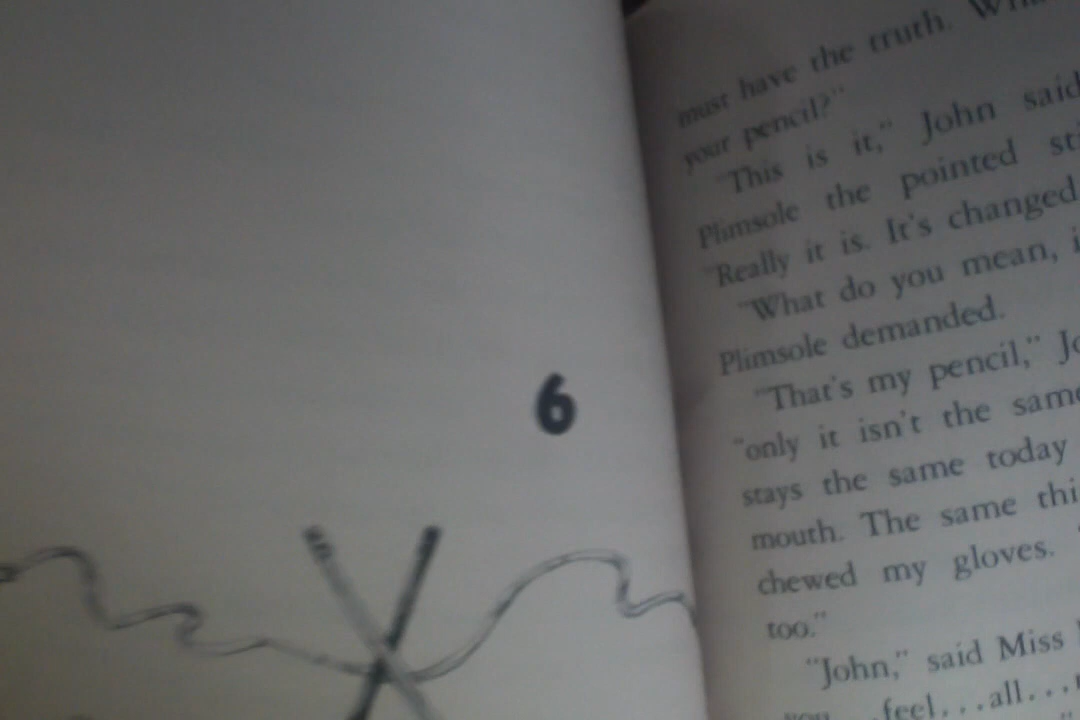 6
must have the truth.
your pencil?"
"This is it," John said
Plimsole the pointed
"Really it is. It's changed
"What do you mean,
Plimsole demanded.
"That's my pencil,"
"only it isn't the same
stays the same today
mouth. The same
chewed my gloves.
too."
"John," said Miss
feel...all...